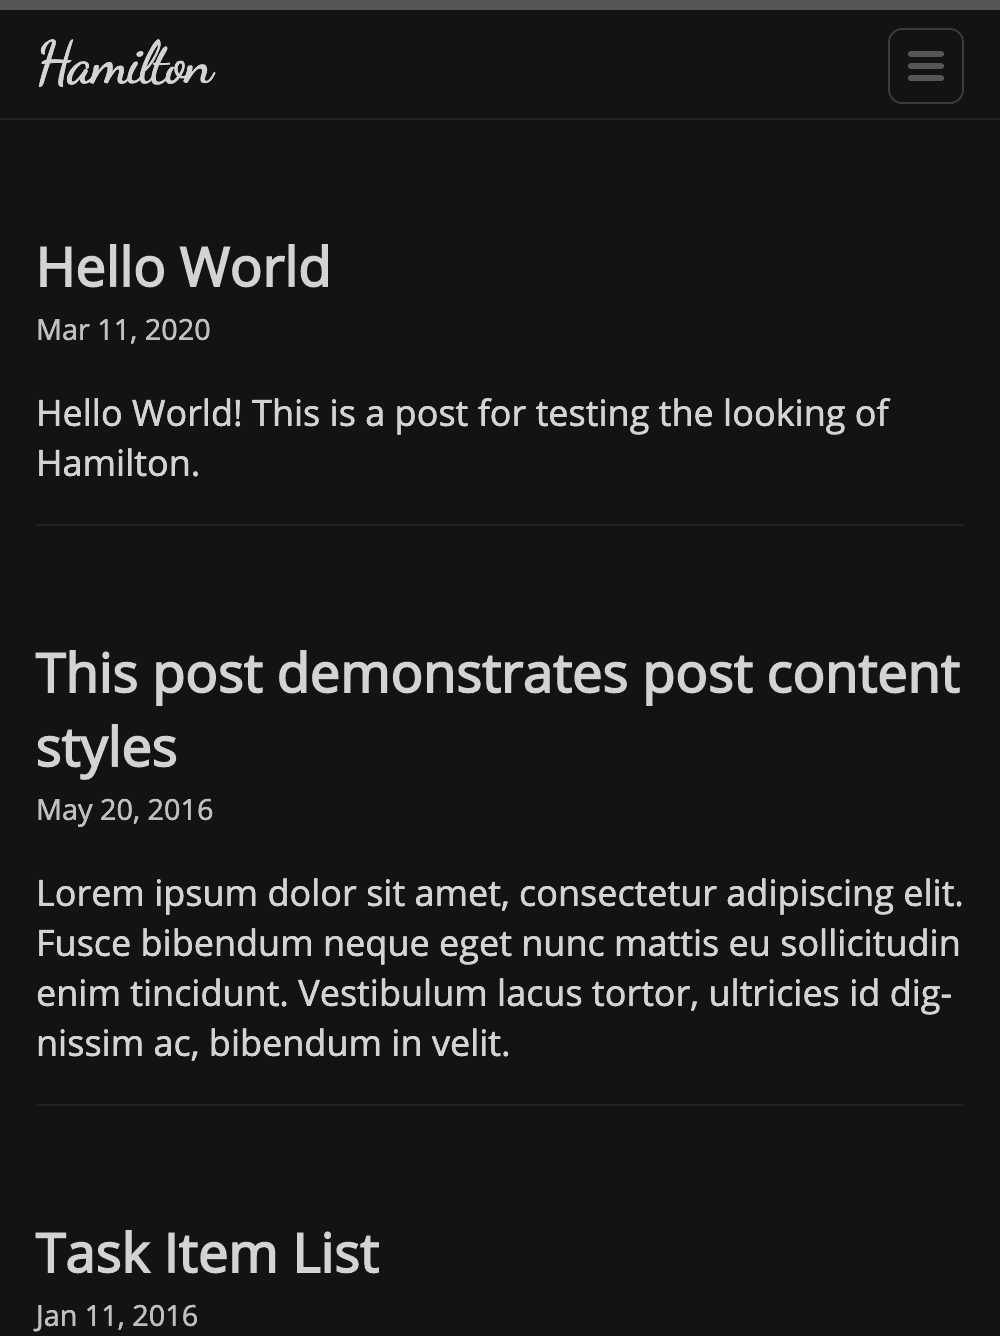 Hamilton
Hello World
Mar 11, 2020
Hello World! This is a post for testing the looking of
Hamilton.
This post demonstrates post content
styles
May 20, 2016
Lorem ipsum dolor sit amet, consectetur adipiscing elit.
Fusce bibendum neque eget nunc mattis eu sollicitudin
enim tincidunt. Vestibulum lacus tortor, ultricies id dig-
nissim ac, bibendum in velit.
Task Item List
Jan 11, 2016